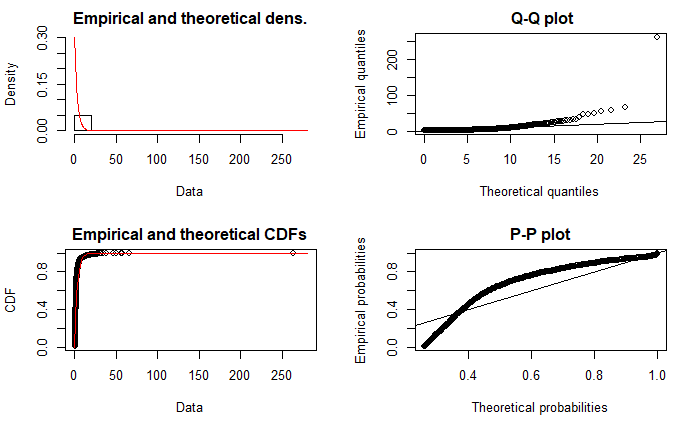 Empirical and theoretical dens.
Density
0.00 0.15 0.30
0 50 100 150 200 250
Data
Q-Q plot
Empirical quantiles
0 100 200
0 5 10 15 20 25
Theoretical quantiles
Empirical and theoretical CDFs
CDF
0.0 0.4 0.8
0 50 100 150 200 250
Data
P-P plot
Empirical probabilities
0.0 0.4 0.8
0.4 0.6 0.8 1.0
Theoretical probabilities